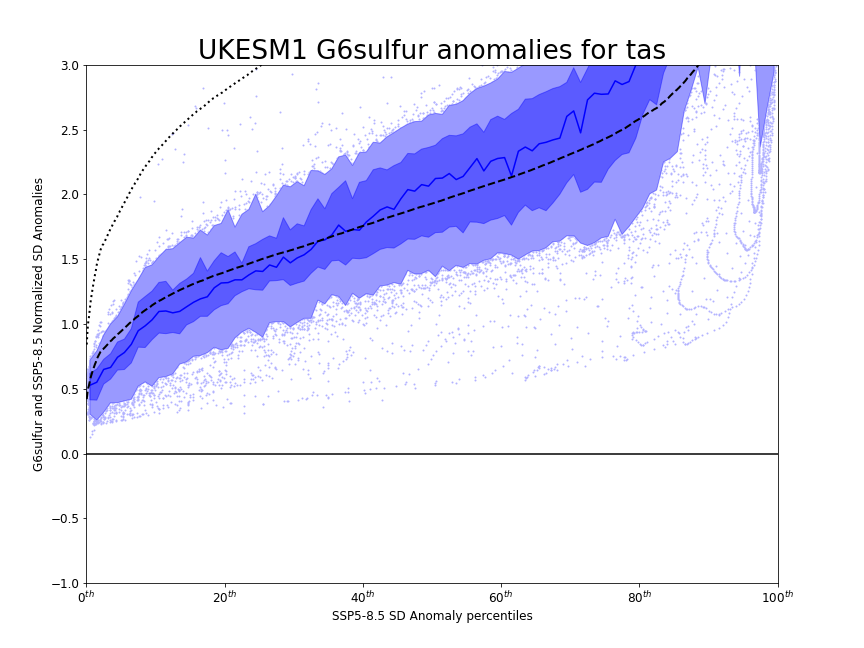 UKESM1 G6sulfur anomalies for tas
G6sulfur and SSP5-8.5 Normalized SD Anomalies
3.0
2.5
2.0
1.5
1.0
0.5
0.0
−0.5
−1.0
0th 20th 40th 60th 80th 100th
SSP5-8.5 SD Anomaly percentiles